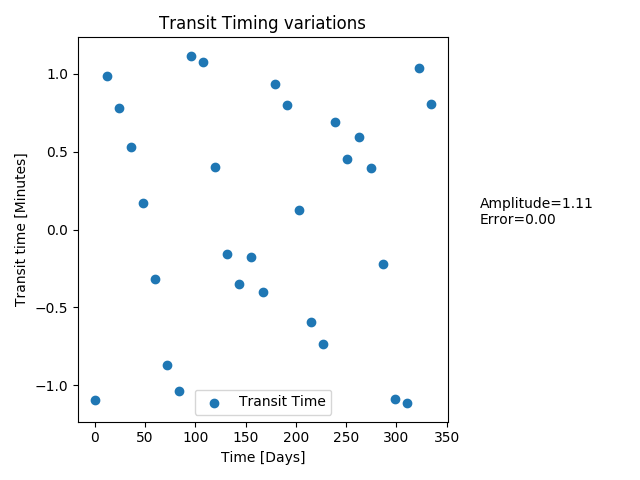 Transit Timing variations
1.0
0.5
0.0
−0.5
−1.0
Transit time [Minutes]
Amplitude=1.11
Error=0.00
Transit Time
0
50
100
150
200
250
300
350
Time [Days]